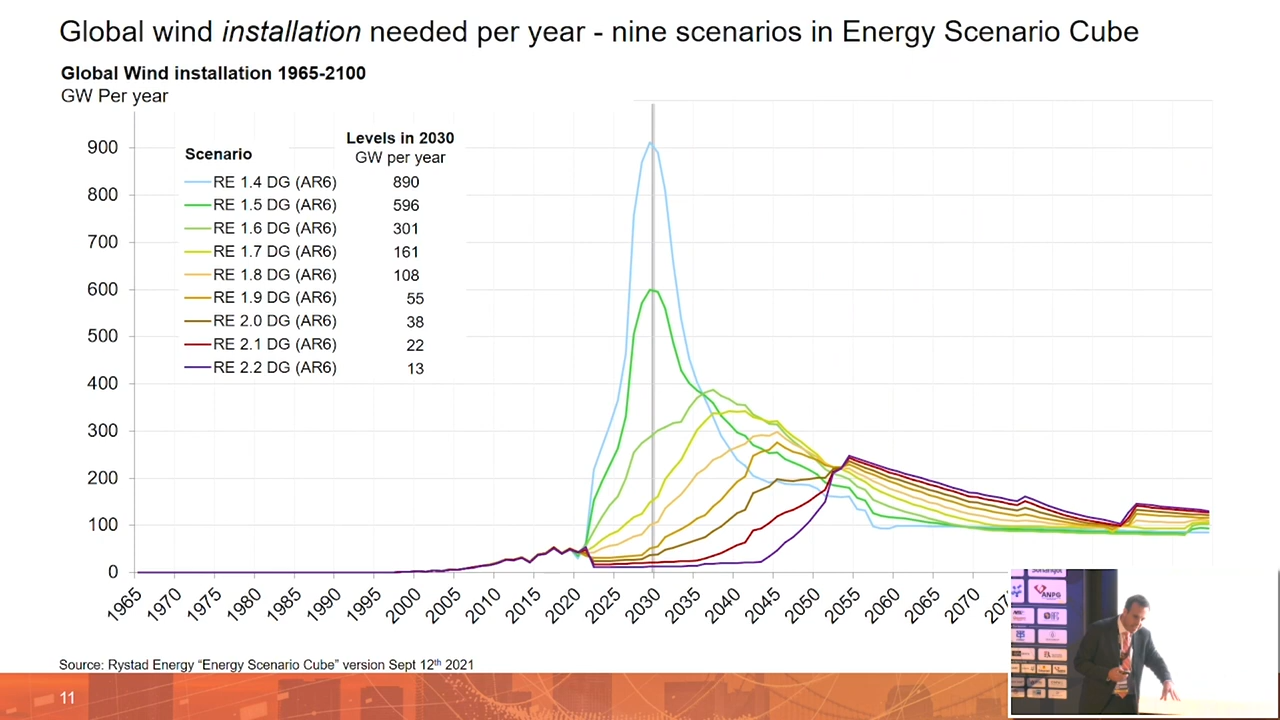 Global wind installation needed per year - nine scenarios in Energy Scenario Cube
Global Wind installation 1965-2100
GW Per year
Scenario
Levels in 2030
GW per year
RE 1.4 DG (AR6) 890
RE 1.5 DG (AR6) 596
RE 1.6 DG (AR6) 301
RE 1.7 DG (AR6) 161
RE 1.8 DG (AR6) 108
RE 1.9 DG (AR6) 55
RE 2.0 DG (AR6) 38
RE 2.1 DG (AR6) 22
RE 2.2 DG (AR6) 13
900
800
700
600
500
400
300
200
100
0
1965 1970 1975 1980 1985 1990 1995 2000 2005 2010 2015 2020 2025 2030 2035 2040 2045 2050 2055 2060 2065 2070
ANPG
Source: Rystad Energy “Energy Scenario Cube” version Sept 12th 2021
11